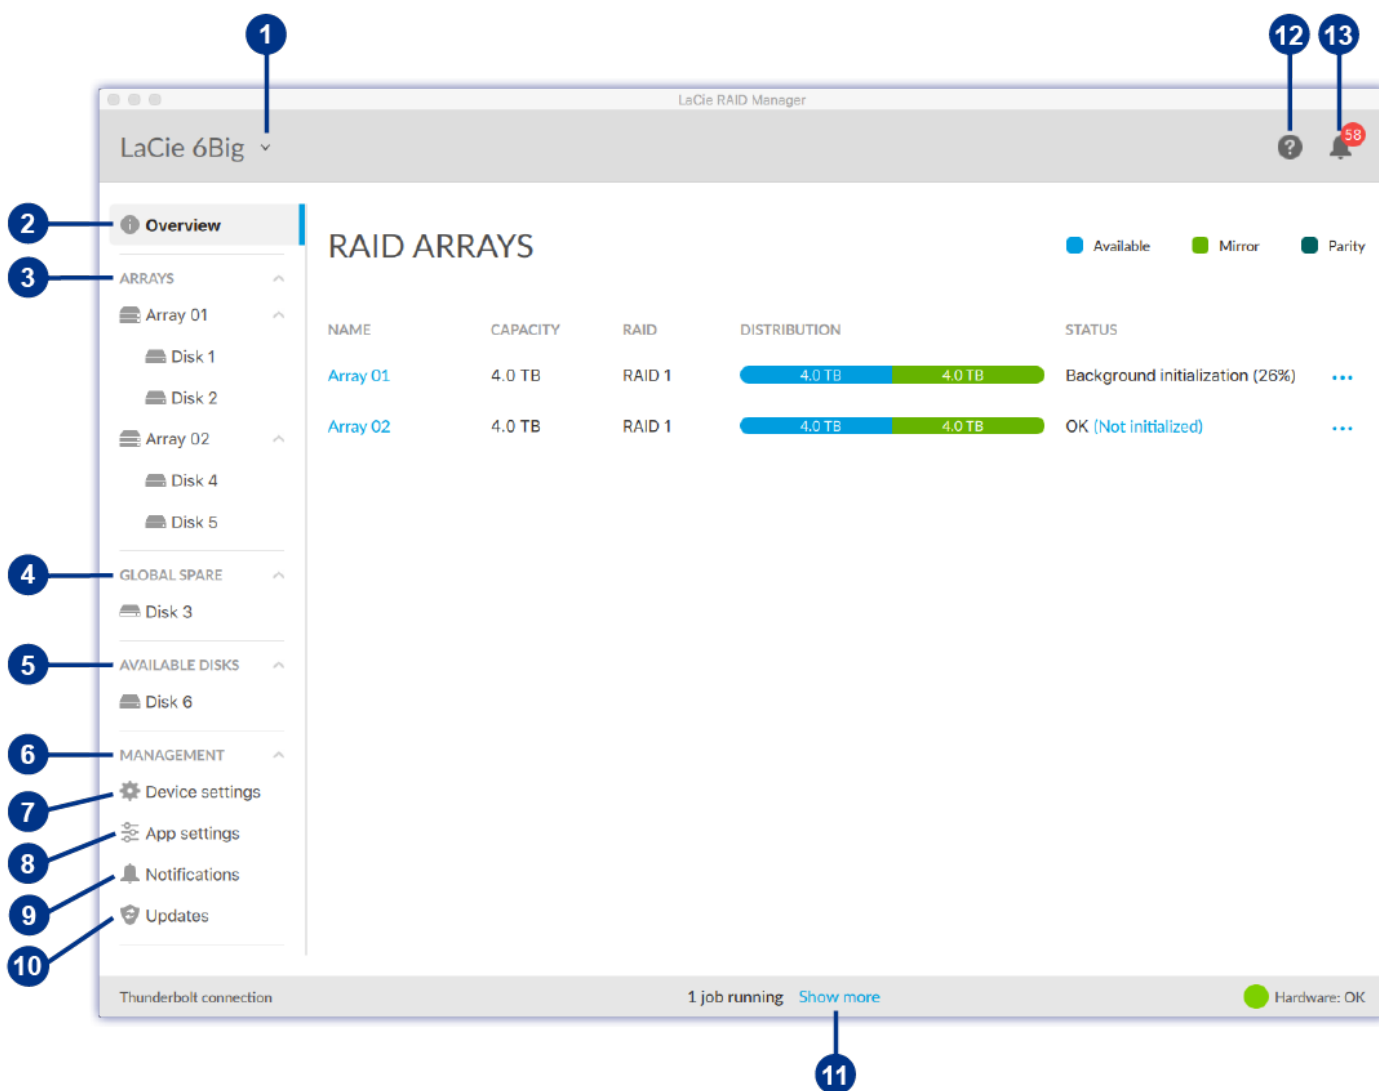 1
12
13
LaCie RAID Manager
LaCie 6Big
?
58
2
Overview
3
ARRAYS
Array 01
Disk 1
Disk 2
Array 02
Disk 4
Disk 5
4
GLOBAL SPARE
Disk 3
5
AVAILABLE DISKS
Disk 6
6
MANAGEMENT
7
Device settings
8
App settings
9
Notifications
10
Updates
RAID ARRAYS
Available Mirror Parity
NAME CAPACITY RAID DISTRIBUTION STATUS
Array 01 4.0 TB RAID 1 4.0 TB 4.0 TB Background initialization (26%) ...
Array 02 4.0 TB RAID 1 4.0 TB 4.0 TB OK (Not initialized) ...
Thunderbolt connection
1 job running Show more
Hardware: OK
11